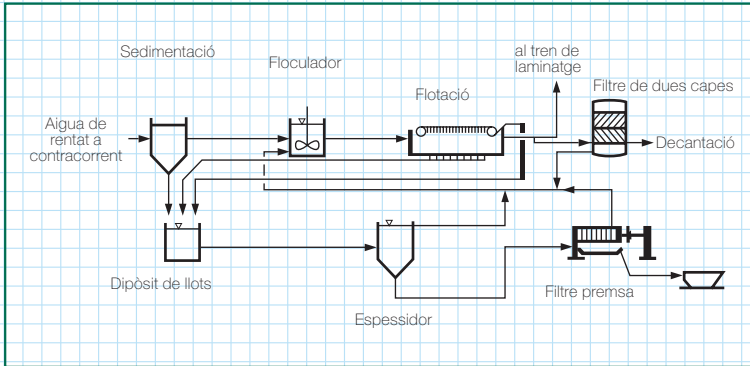 Sedimentació
Floculador
al tren de
laminatge
Flotació
Filtre de dues capes
Aigua de
rentat a
contracorrent
Decantació
Dipòsit de llots
Filtre premsa
Espessidor